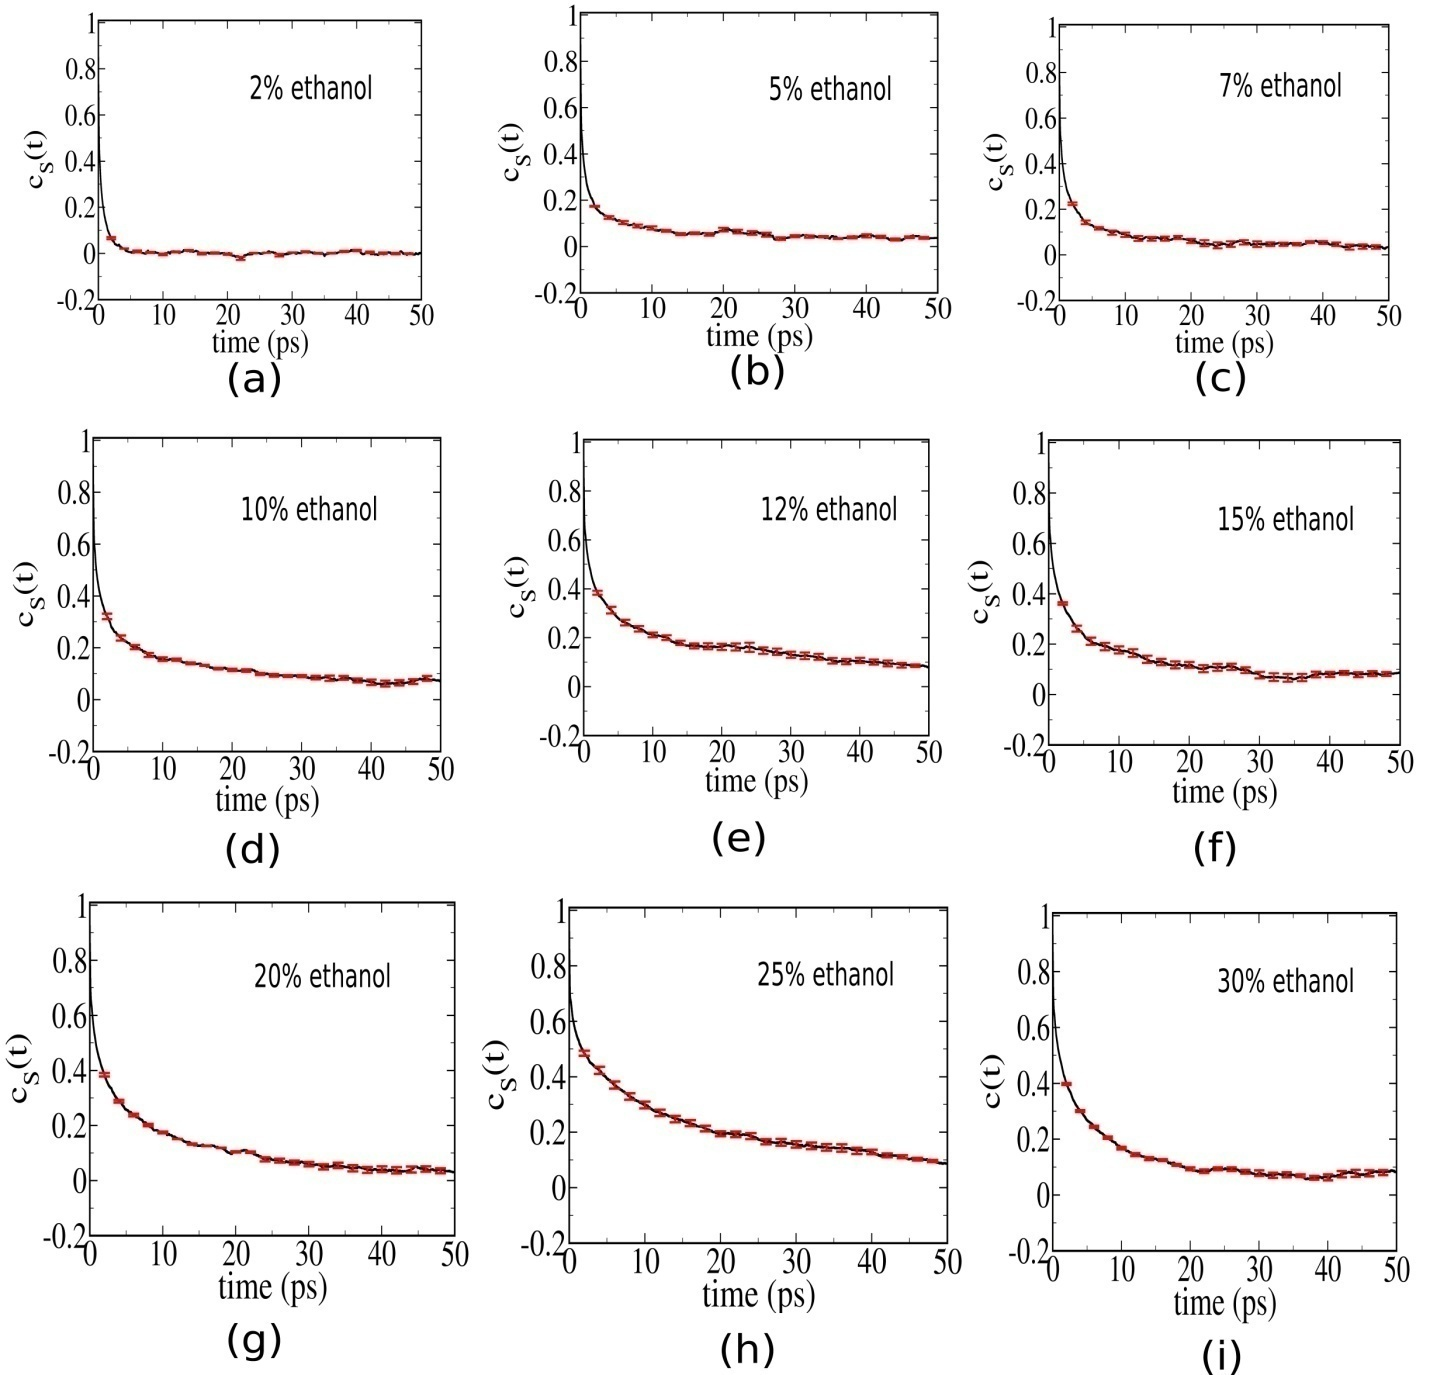 1
0.8
0.6
0.4
0.2
0
-0.2
c_S(t)
2% ethanol
0 10 20 30 40 50
time (ps)
(a)
1
0.8
0.6
0.4
0.2
0
-0.2
c_S(t)
5% ethanol
0 10 20 30 40 50
time (ps)
(b)
1
0.8
0.6
0.4
0.2
0
-0.2
c_S(t)
7% ethanol
0 10 20 30 40 50
time (ps)
(c)
1
0.8
0.6
0.4
0.2
0
-0.2
c_S(t)
10% ethanol
0 10 20 30 40 50
time (ps)
(d)
1
0.8
0.6
0.4
0.2
0
-0.2
c_S(t)
12% ethanol
0 10 20 30 40 50
time (ps)
(e)
1
0.8
0.6
0.4
0.2
0
-0.2
c_S(t)
15% ethanol
0 10 20 30 40 50
time (ps)
(f)
1
0.8
0.6
0.4
0.2
0
-0.2
c_S(t)
20% ethanol
0 10 20 30 40 50
time (ps)
(g)
1
0.8
0.6
0.4
0.2
0
-0.2
c_S(t)
25% ethanol
0 10 20 30 40 50
time (ps)
(h)
1
0.8
0.6
0.4
0.2
0
-0.2
c(t)
30% ethanol
0 10 20 30 40 50
time (ps)
(i)